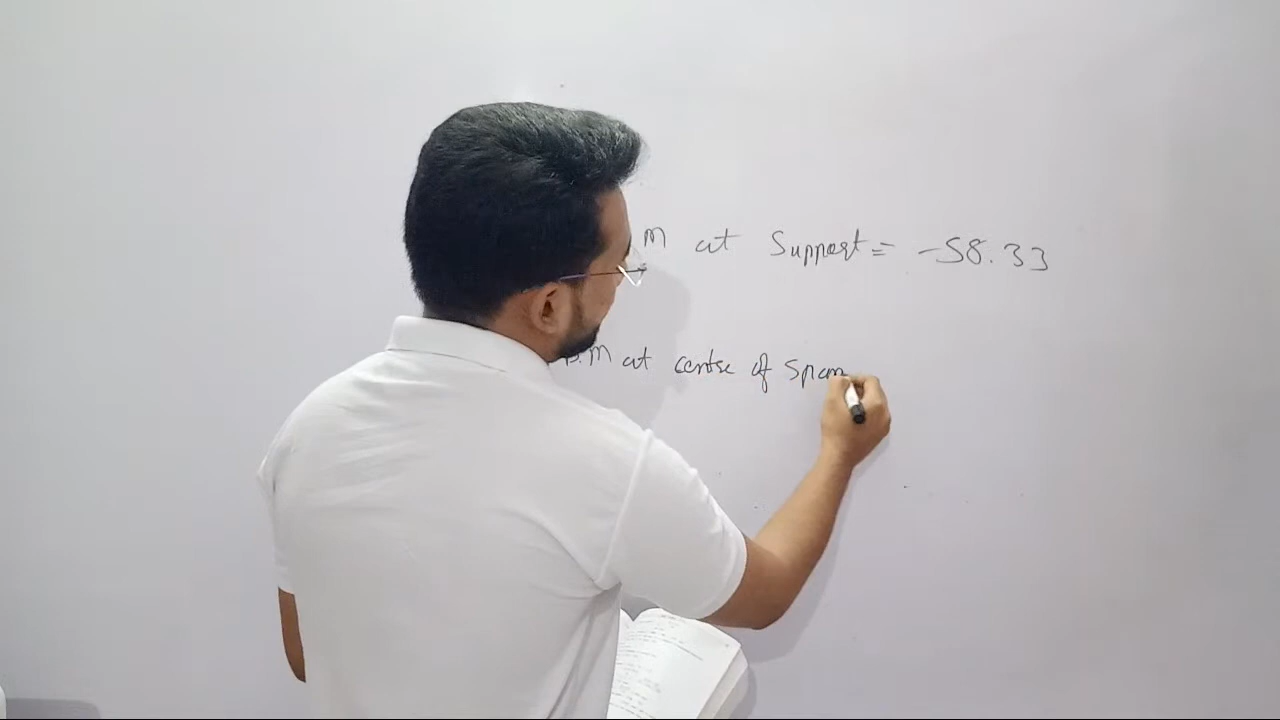 M at Support = -58.33
B.M at centre of Span